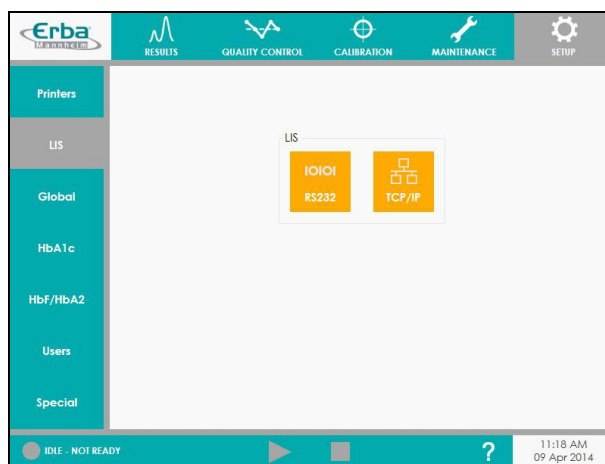 Erba
Mannheim
RESULTS
QUALITY CONTROL
CALIBRATION
MAINTENANCE
SETUP
Printers
LIS
Global
HbA1c
HbF/HbA2
Users
Special
LIS
IOIOI
RS232
TCP/IP
IDLE - NOT READY
?
11:18 AM
09 Apr 2014